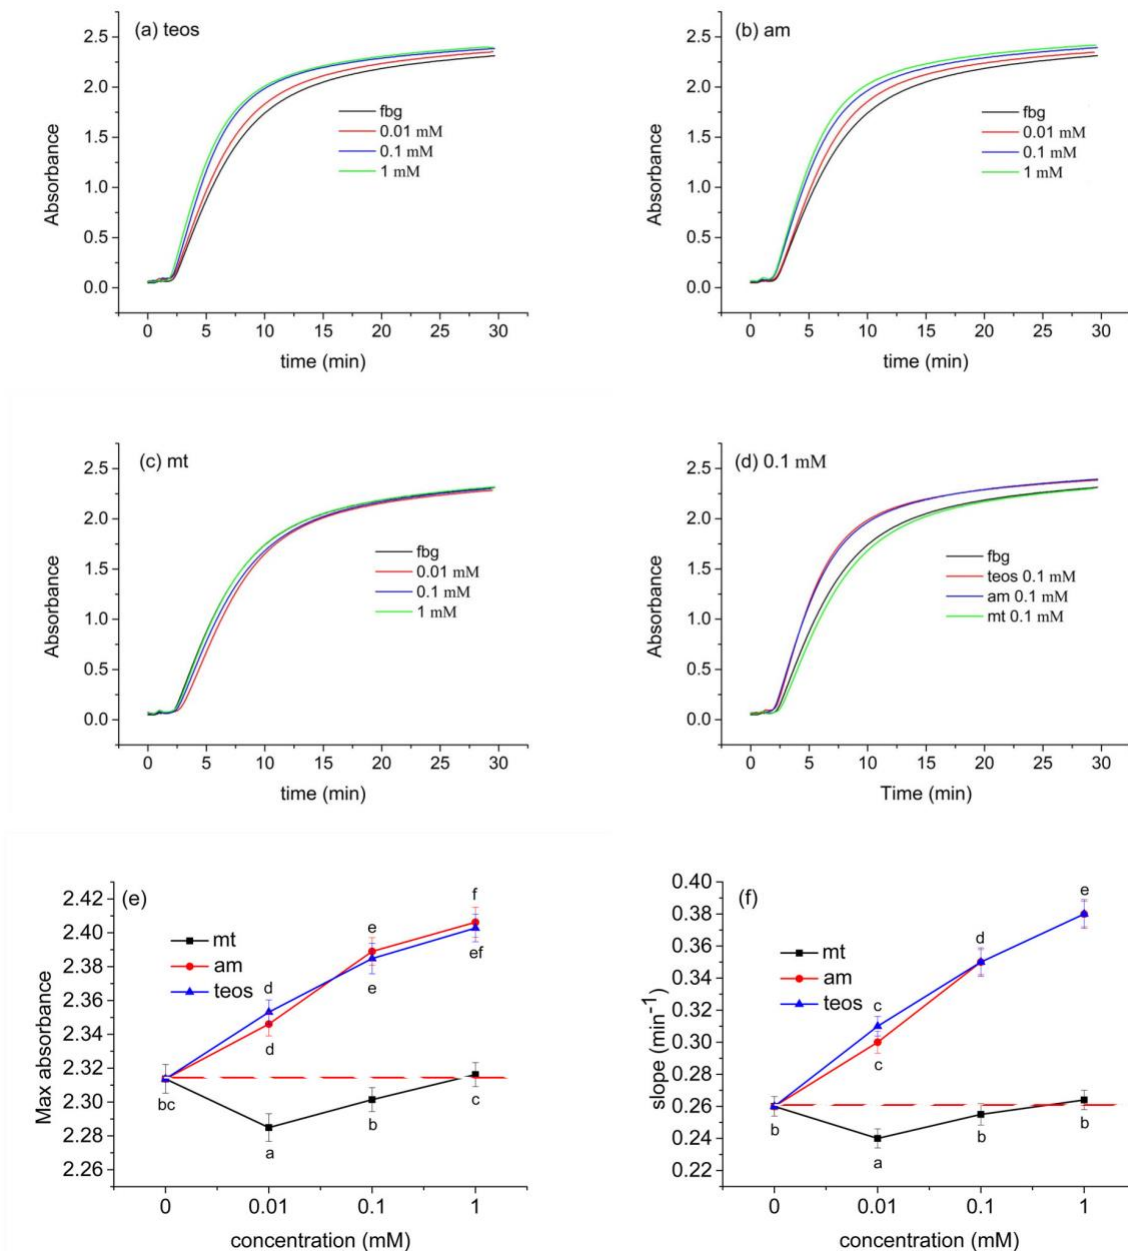 (a) teos
2.5
2.0
1.5
1.0
0.5
0.0
Absorbance
fbg
0.01 mM
0.1 mM
1 mM
0 5 10 15 20 25 30
time (min)
(b) am
2.5
2.0
1.5
1.0
0.5
0.0
Absorbance
fbg
0.01 mM
0.1 mM
1 mM
0 5 10 15 20 25 30
time (min)
(c) mt
2.5
2.0
1.5
1.0
0.5
0.0
Absorbance
fbg
0.01 mM
0.1 mM
1 mM
0 5 10 15 20 25 30
time (min)
(d) 0.1 mM
2.5
2.0
1.5
1.0
0.5
0.0
Absorbance
fbg
teos 0.1 mM
am 0.1 mM
mt 0.1 mM
0 5 10 15 20 25 30
Time (min)
(e)
2.42
2.40
2.38
2.36
2.34
2.32
2.30
2.28
2.26
Max absorbance
mt
am
teos
f
e
ef
d
e
d
bc
c
b
a
0 0.01 0.1 1
concentration (mM)
(f)
0.40
0.38
0.36
0.34
0.32
0.30
0.28
0.26
0.24
0.22
slope (min⁻¹)
mt
am
teos
e
d
c
c
b
b
b
a
0 0.01 0.1 1
concentration (mM)